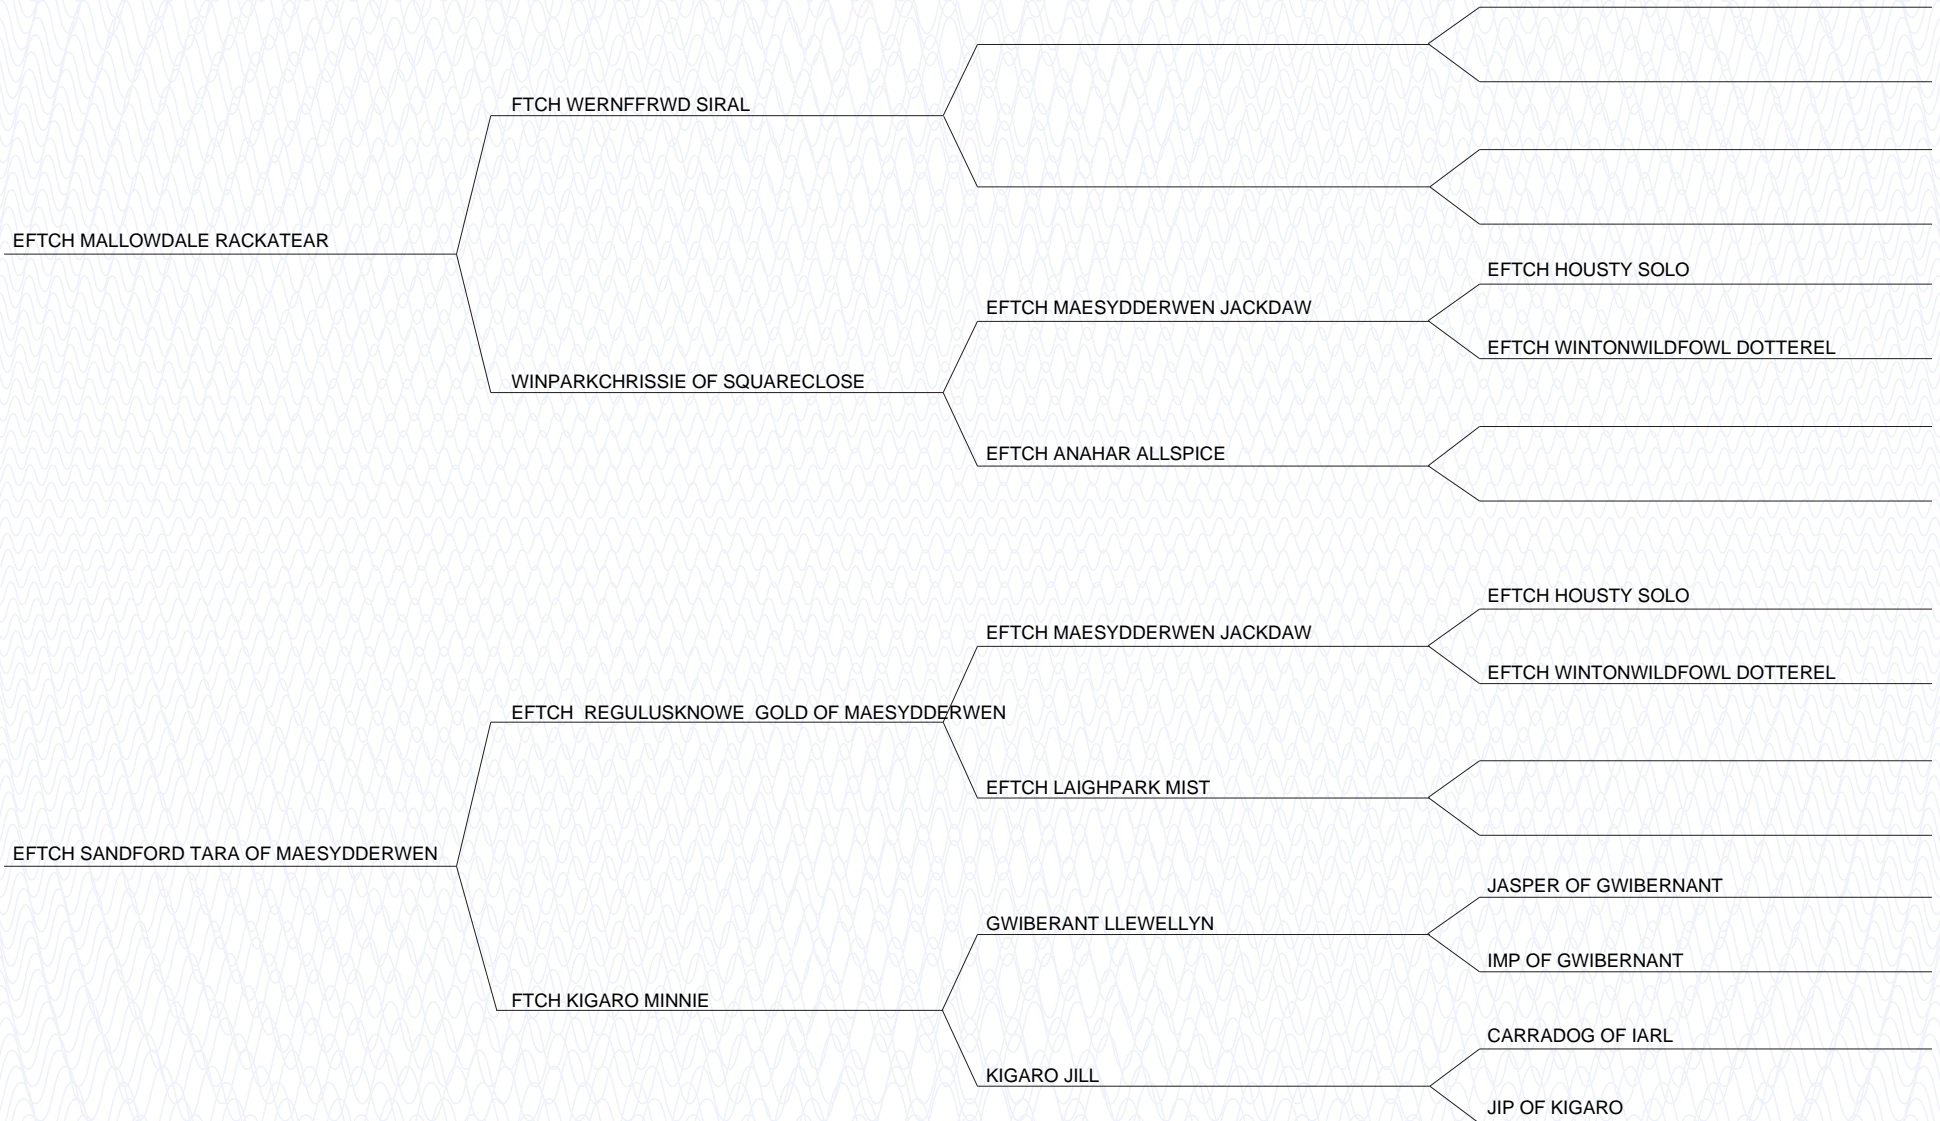 FTCH WERNFFRWD SIRAL
EFTCH MALLOWDALE RACKATEAR
EFTCH HOUSTY SOLO
EFTCH MAESYDDERWEN JACKDAW
EFTCH WINTONWILDFOWL DOTTEREL
WINPARKCHRISSIE OF SQUARECLOSE
EFTCH ANAHAR ALLSPICE
EFTCH HOUSTY SOLO
EFTCH MAESYDDERWEN JACKDAW
EFTCH WINTONWILDFOWL DOTTEREL
EFTCH  REGULUSKNOWE  GOLD OF MAESYDDERWEN
EFTCH LAIGHPARK MIST
EFTCH SANDFORD TARA OF MAESYDDERWEN
JASPER OF GWIBERNANT
GWIBERANT LLEWELLYN
IMP OF GWIBERNANT
FTCH KIGARO MINNIE
CARRADOG OF IARL
KIGARO JILL
JIP OF KIGARO